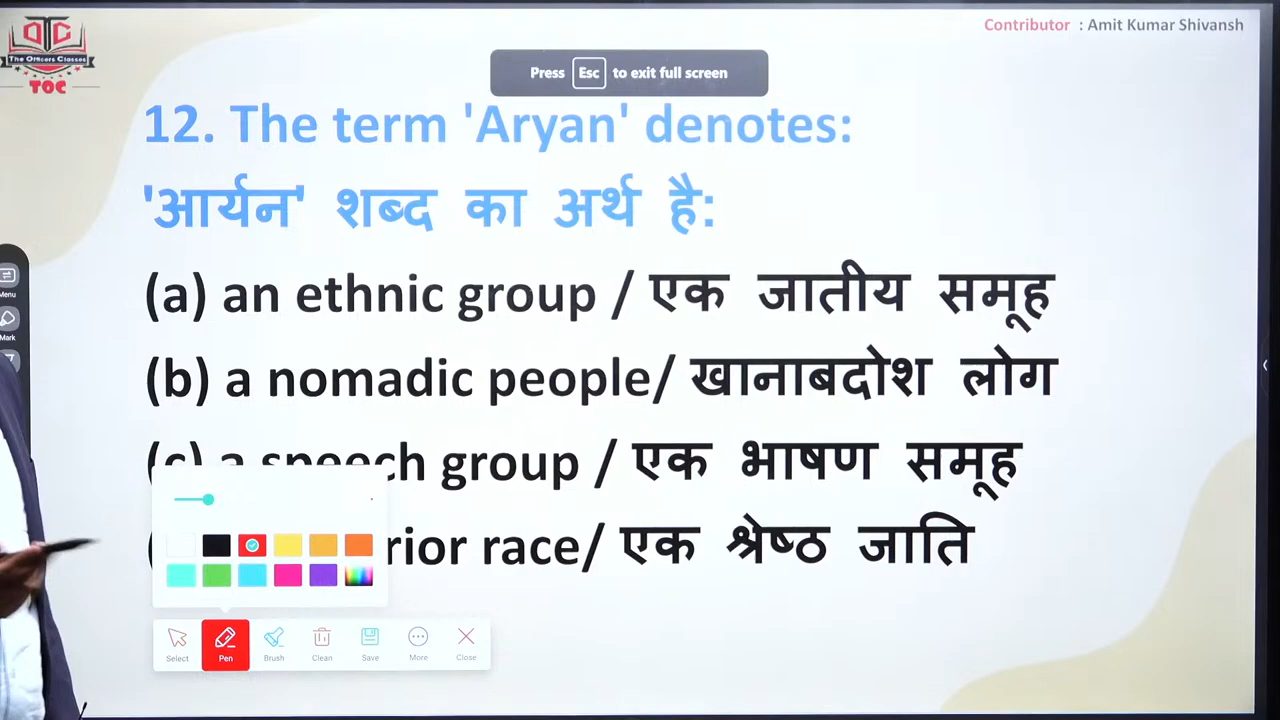 The Officers Classes
TOC
Contributor : Amit Kumar Shivansh
Press Esc to exit full screen
12. The term 'Aryan' denotes:
'आर्यन' शब्द का अर्थ है:
(a) an ethnic group / एक जातीय समूह
(b) a nomadic people/ खानाबदोश लोग
(c) a speech group / एक भाषण समूह
rior race/ एक श्रेष्ठ जाति
Menu
Mark
Select
Pen
Brush
Clean
Save
More
Close